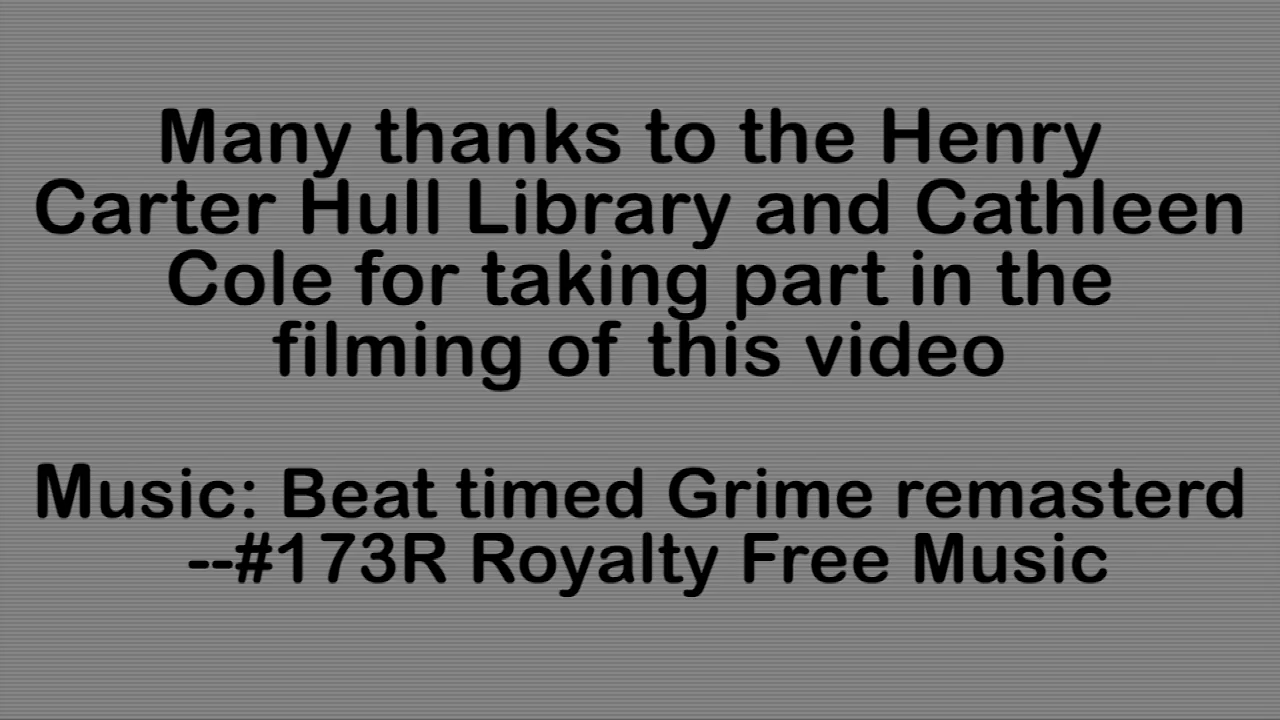 Many thanks to the Henry
Carter Hull Library and Cathleen
Cole for taking part in the
filming of this video
Music: Beat timed Grime remasterd
--#173R Royalty Free Music